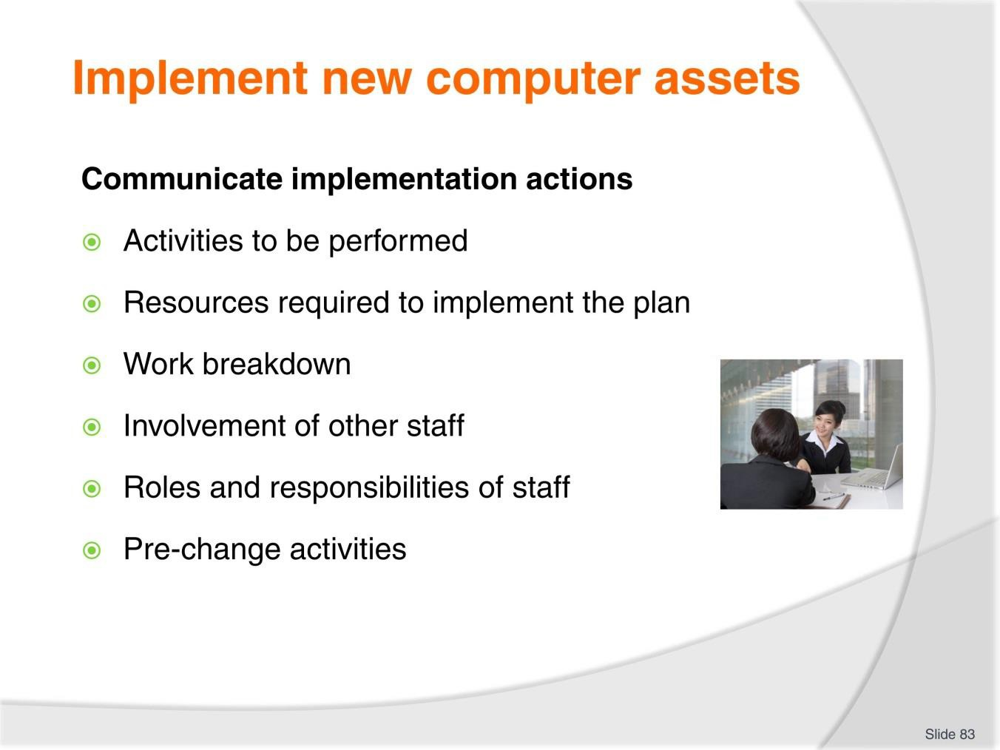 Implement new computer assets
Communicate implementation actions
Activities to be performed
Resources required to implement the plan
Work breakdown
Involvement of other staff
Roles and responsibilities of staff
Pre-change activities
Slide 83